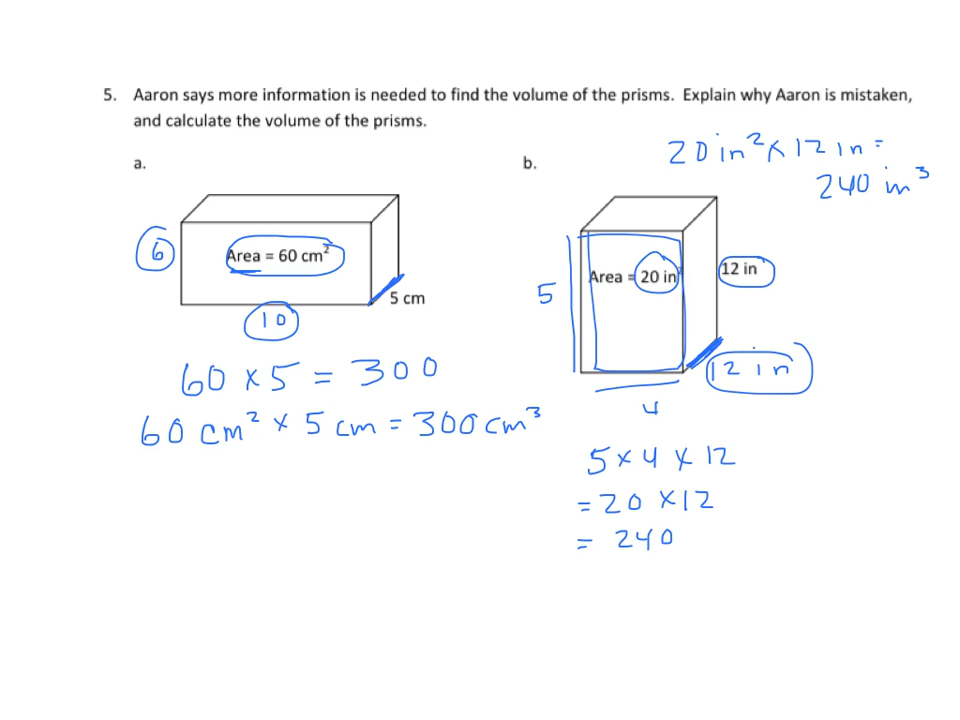 5. Aaron says more information is needed to find the volume of the prisms. Explain why Aaron is mistaken,
and calculate the volume of the prisms.
a.
b.
20 in² × 12 in =
240 in³
6
Area = 60 cm²
5 cm
10
Area = 20 in²
12 in
5
12 in
4
60 × 5 = 300
60 cm² × 5 cm = 300 cm³
5 × 4 × 12
= 20 × 12
= 240